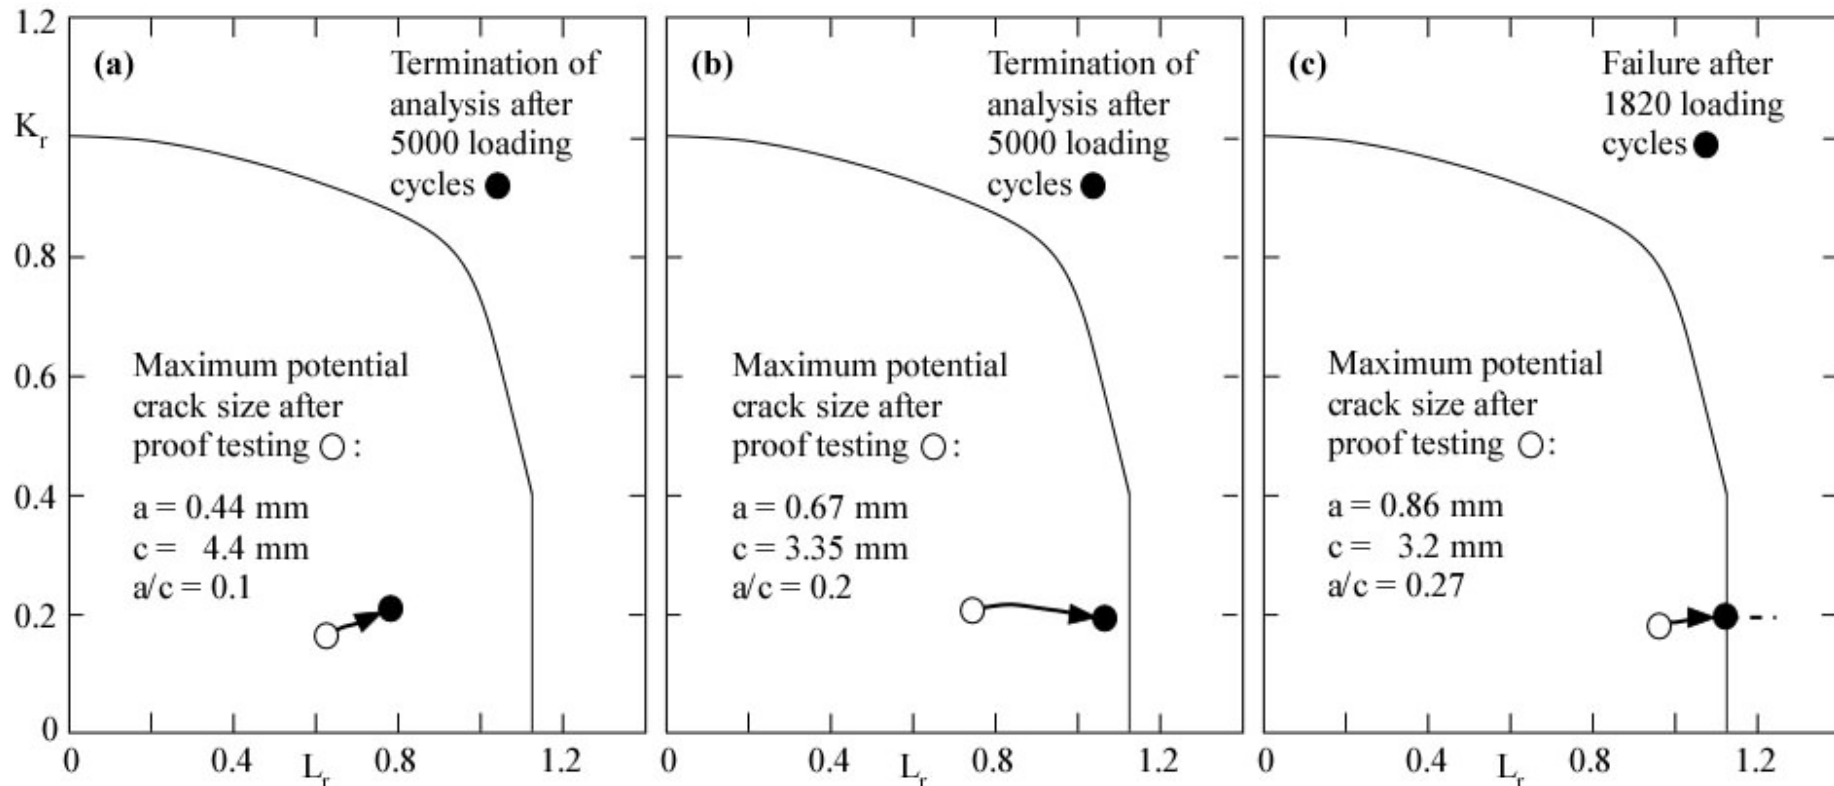 1.2
(a)
Termination of
analysis after
5000 loading
cycles
K_r
0.8
0.6
0.4
0.2
0
Maximum potential
crack size after
proof testing :
a = 0.44 mm
c = 4.4 mm
a/c = 0.1
0
0.4
L_r
0.8
1.2
(b)
Termination of
analysis after
5000 loading
cycles
Maximum potential
crack size after
proof testing :
a = 0.67 mm
c = 3.35 mm
a/c = 0.2
0
0.4
L_r
0.8
1.2
(c)
Failure after
1820 loading
cycles
Maximum potential
crack size after
proof testing :
a = 0.86 mm
c = 3.2 mm
a/c = 0.27
0
0.4
L_r
0.8
1.2